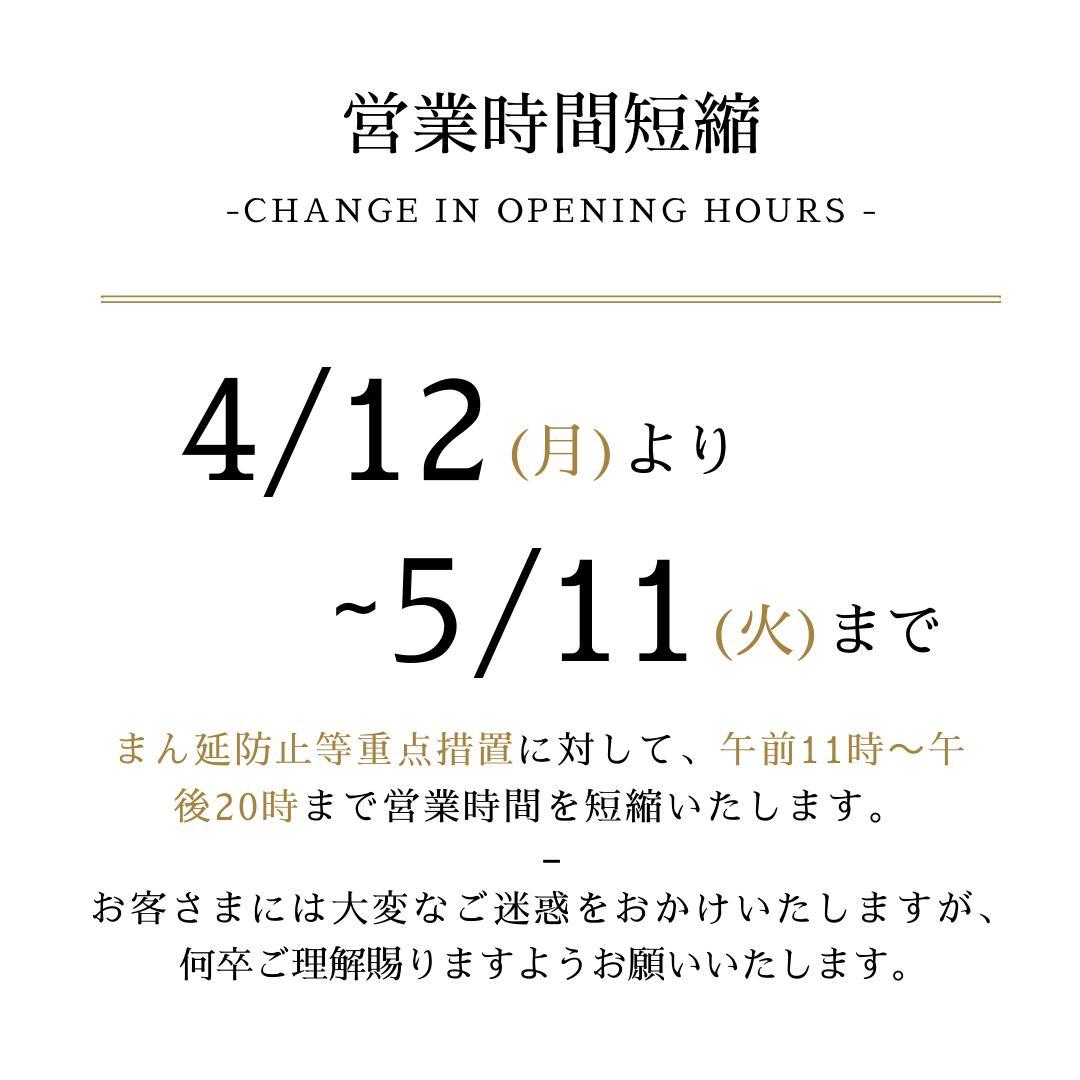 営業時間短縮
-CHANGE IN OPENING HOURS -
4/12(月)より
~5/11(火)まで
まん延防止等重点措置に対して、午前11時〜午
後20時まで営業時間を短縮いたします。
–
お客さまには大変なご迷惑をおかけいたしますが、
何卒ご理解賜りますようお願いいたします。